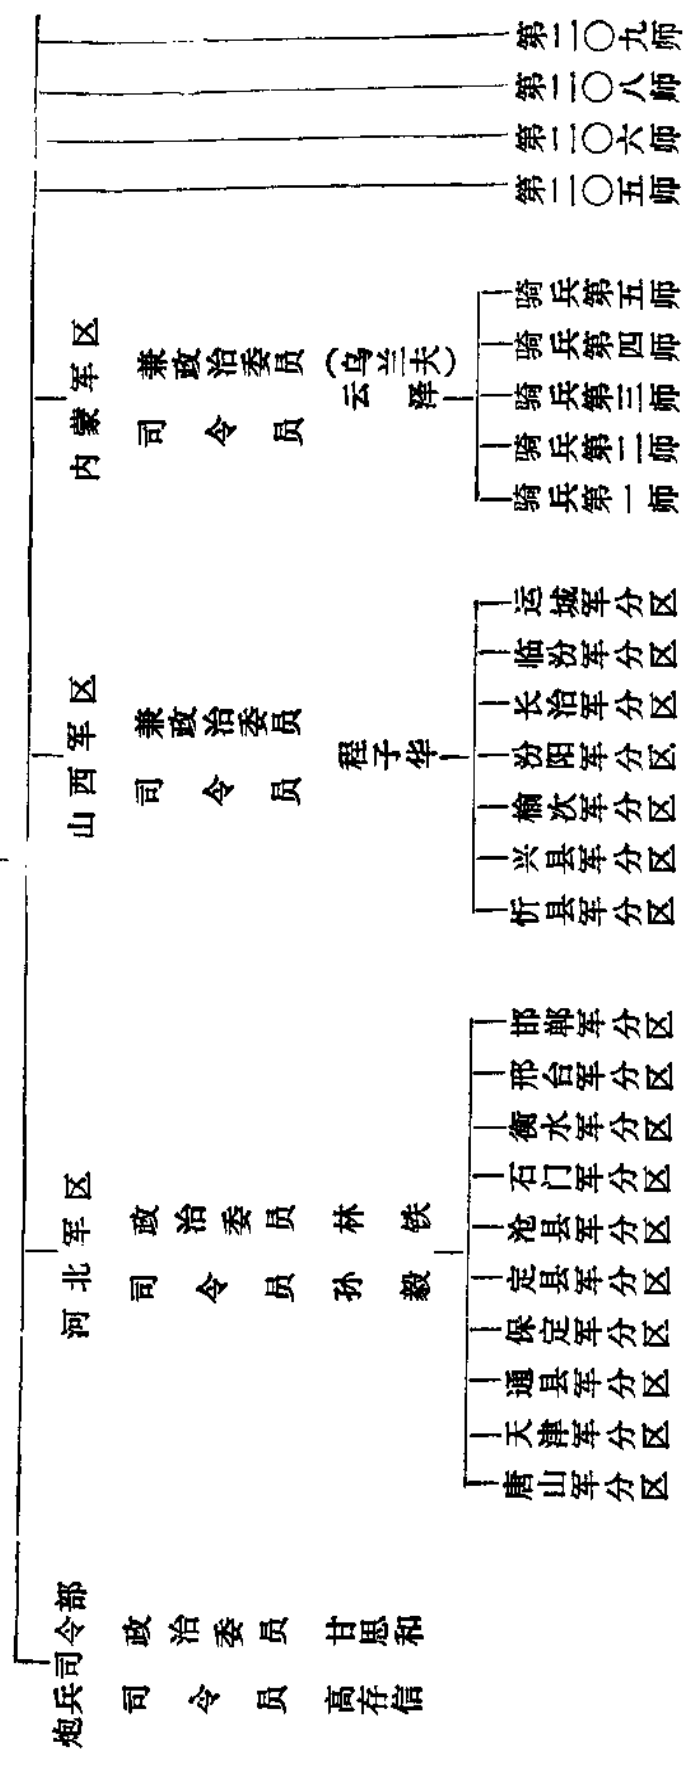 炮兵司令部
司令员 高存信
政治委员 甘思和
河北军区
司令员 孙毅
政治委员 林铁
唐山军分区
天津军分区
通县军分区
保定军分区
定县军分区
沧县军分区
石门军分区
衡水军分区
邢台军分区
邯郸军分区
山西军区
司令员
兼政治委员
程子华
忻县军分区
兴县军分区
榆次军分区
汾阳军分区
长治军分区
临汾军分区
运城军分区
内蒙军区
司令员
兼政治委员
云泽
(乌兰夫)
骑兵第一师
骑兵第二师
骑兵第三师
骑兵第四师
骑兵第五师
第二〇五师
第二〇六师
第二〇八师
第二〇九师